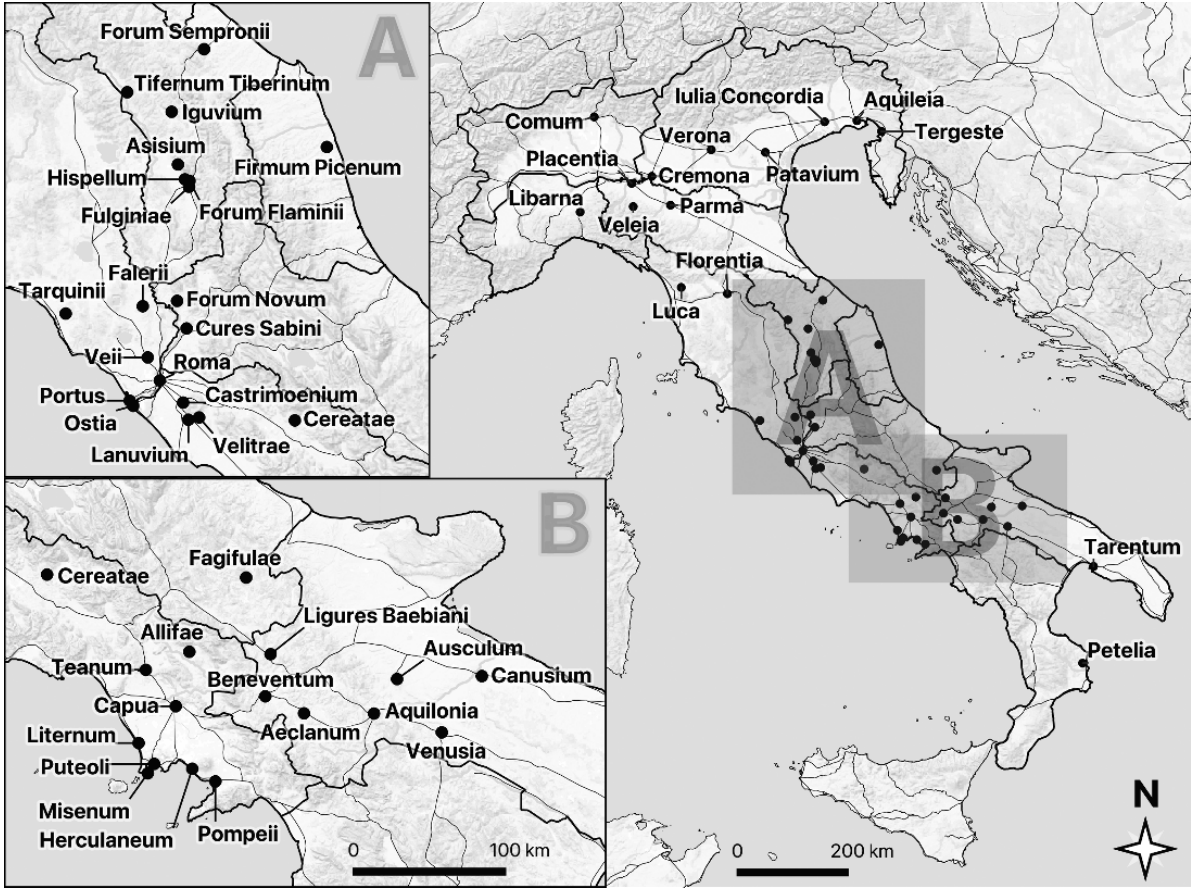 A
Forum Sempronii
Tifernum Tiberinum
Iguvium
Asisium
Firmum Picenum
Hispellum
Fulginiae
Forum Flaminii
Falerii
Tarquinii
Forum Novum
Cures Sabini
Veii
Roma
Portus
Castrimoenium
Ostia
Cereatae
Velitrae
Lanuvium
B
Fagifulae
Cereatae
Ligures Baebiani
Allifae
Ausculum
Teanum
Beneventum
Canusium
Capua
Aquilonia
Aeclanum
Liternum
Venusia
Puteoli
Misenum
Herculaneum
Pompeii
0 100 km
Iulia Concordia
Aquileia
Comum
Tergeste
Verona
Placentia
Cremona
Patavium
Libarna
Parma
Veleia
Florentia
Luca
A
B
Tarentum
Petelia
N
0 200 km